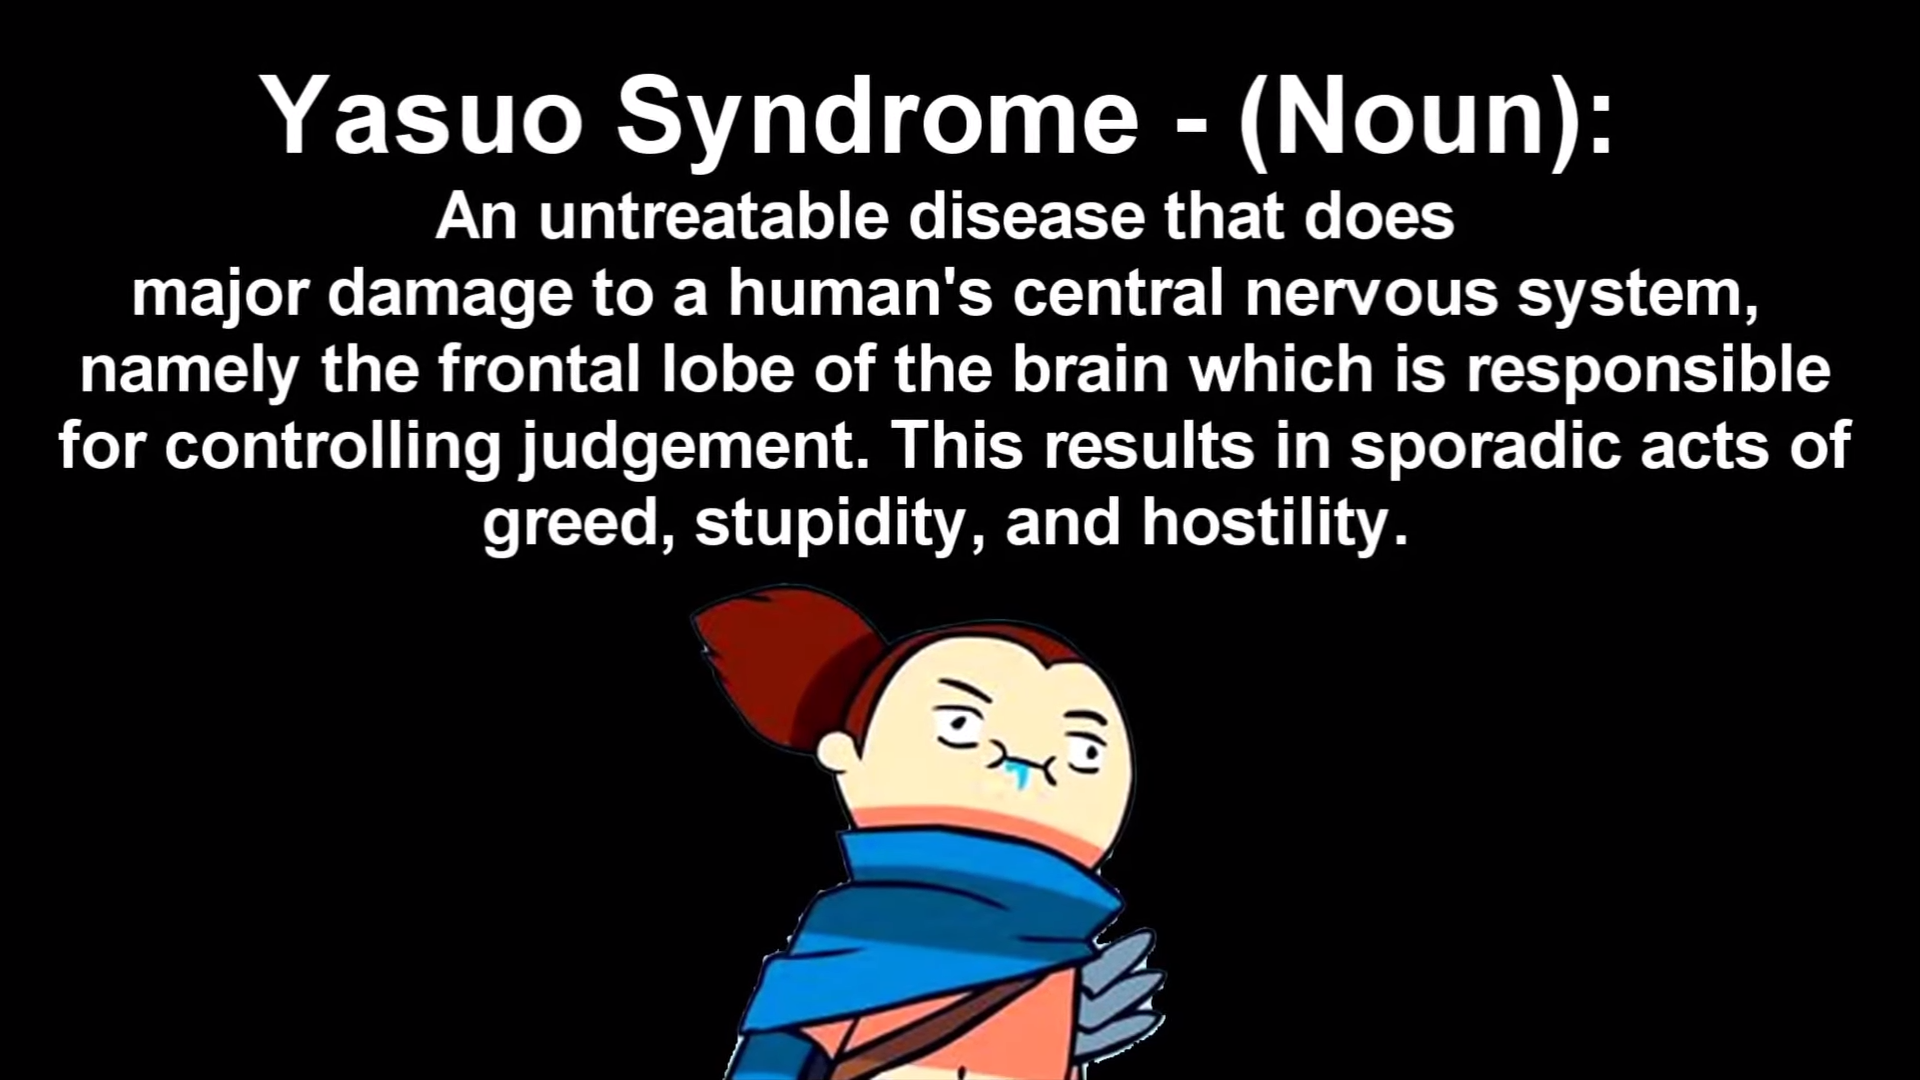 Yasuo Syndrome - (Noun):
An untreatable disease that does
major damage to a human's central nervous system,
namely the frontal lobe of the brain which is responsible
for controlling judgement. This results in sporadic acts of
greed, stupidity, and hostility.